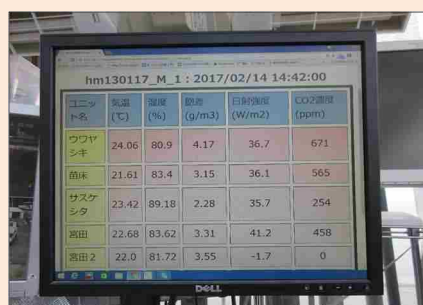 hm130117_M_1 : 2017/02/14 14:42:00
ユニット名 気温(℃) 湿度(%) 飽差(g/m3) 日射強度(W/m2) CO2濃度(ppm)
ウワヤシキ 24.06 80.9 4.17 36.7 671
苗床 21.61 83.4 3.15 36.1 565
サスケシタ 23.42 89.18 2.28 35.7 254
宮田 22.68 83.62 3.31 41.2 458
宮田2 22.0 81.72 3.55 -1.7 0
DELL